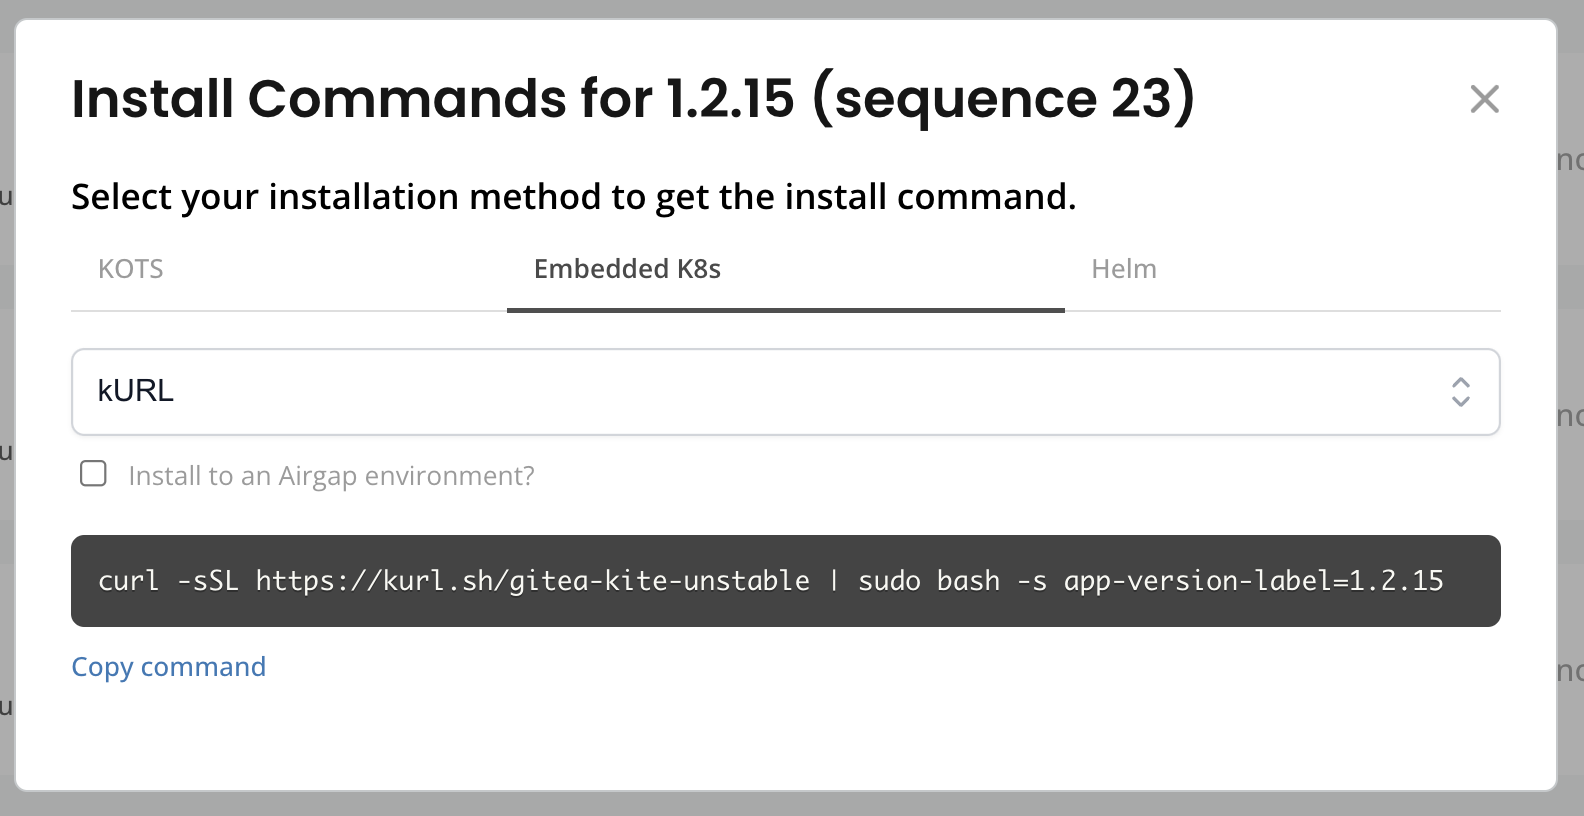 Install Commands for 1.2.15 (sequence 23)
Select your installation method to get the install command.
KOTS
Embedded K8s
Helm
kURL
Install to an Airgap environment?
curl -sSL https://kurl.sh/gitea-kite-unstable | sudo bash -s app-version-label=1.2.15
Copy command